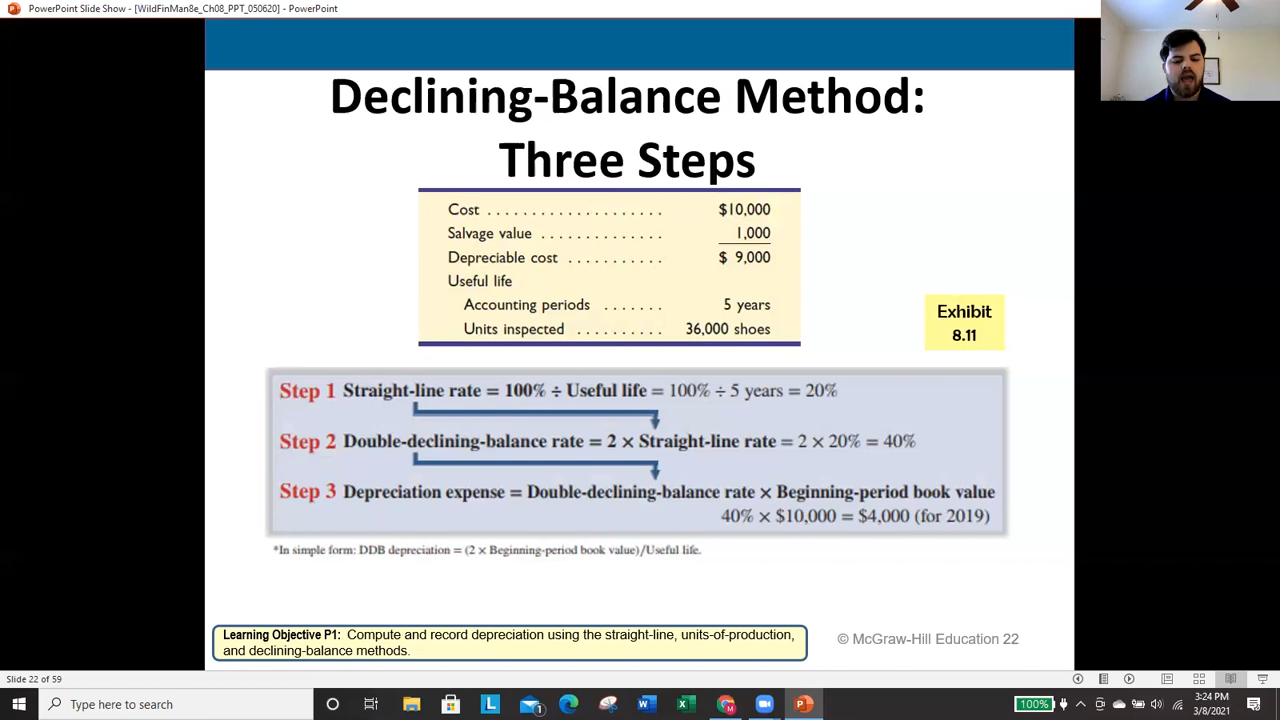 PowerPoint Slide Show - [WildFinMan8e_Ch08_PPT_050620] - PowerPoint
Declining-Balance Method:
Three Steps
Cost . . . . . . . . . . . . . . . . . . . . $10,000
Salvage value . . . . . . . . . . . . . . 1,000
Depreciable cost . . . . . . . . . . . $ 9,000
Useful life
Accounting periods . . . . . . . 5 years
Units inspected . . . . . . . . . . 36,000 shoes
Exhibit
8.11
Step 1 Straight-line rate = 100% ÷ Useful life = 100% ÷ 5 years = 20%
Step 2 Double-declining-balance rate = 2 × Straight-line rate = 2 × 20% = 40%
Step 3 Depreciation expense = Double-declining-balance rate × Beginning-period book value
40% × $10,000 = $4,000 (for 2019)
*In simple form: DDB depreciation = (2 × Beginning-period book value)/Useful life.
Learning Objective P1: Compute and record depreciation using the straight-line, units-of-production,
and declining-balance methods.
© McGraw-Hill Education 22
Slide 22 of 59
Type here to search
100%
3:24 PM
3/8/2021